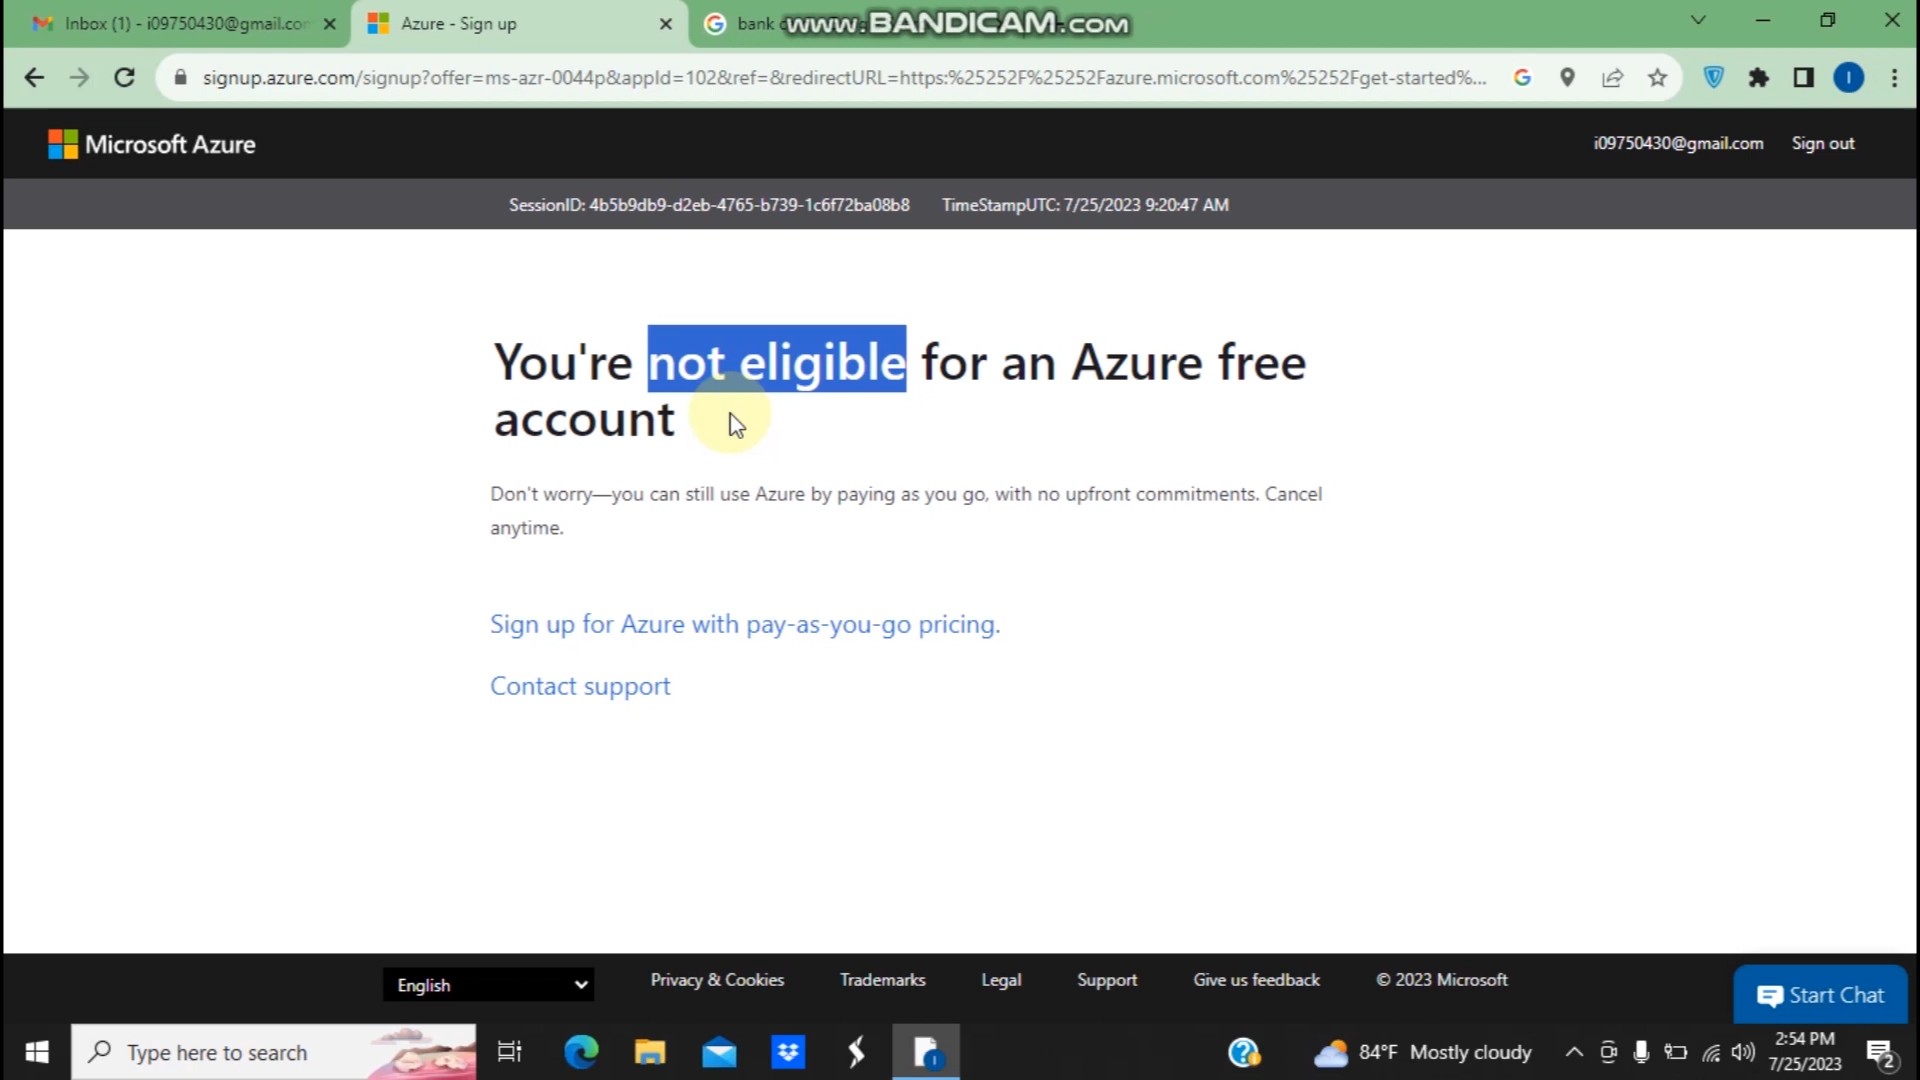 Inbox (1) - i09750430@gmail.com
Azure - Sign up
bank
www.BANDICAM.com
signup.azure.com/signup?offer=ms-azr-0044p&appId=102&ref=&redirectURL=https:%25252F%25252Fazure.microsoft.com%25252Fget-started%...
I
Microsoft Azure
i09750430@gmail.com
Sign out
SessionID: 4b5b9db9-d2eb-4765-b739-1c6f72ba08b8
TimeStampUTC: 7/25/2023 9:20:47 AM
You're not eligible for an Azure free
account
Don't worry—you can still use Azure by paying as you go, with no upfront commitments. Cancel
anytime.
Sign up for Azure with pay-as-you-go pricing.
Contact support
English
Privacy & Cookies
Trademarks
Legal
Support
Give us feedback
© 2023 Microsoft
Start Chat
Type here to search
84°F Mostly cloudy
2:54 PM
7/25/2023
2